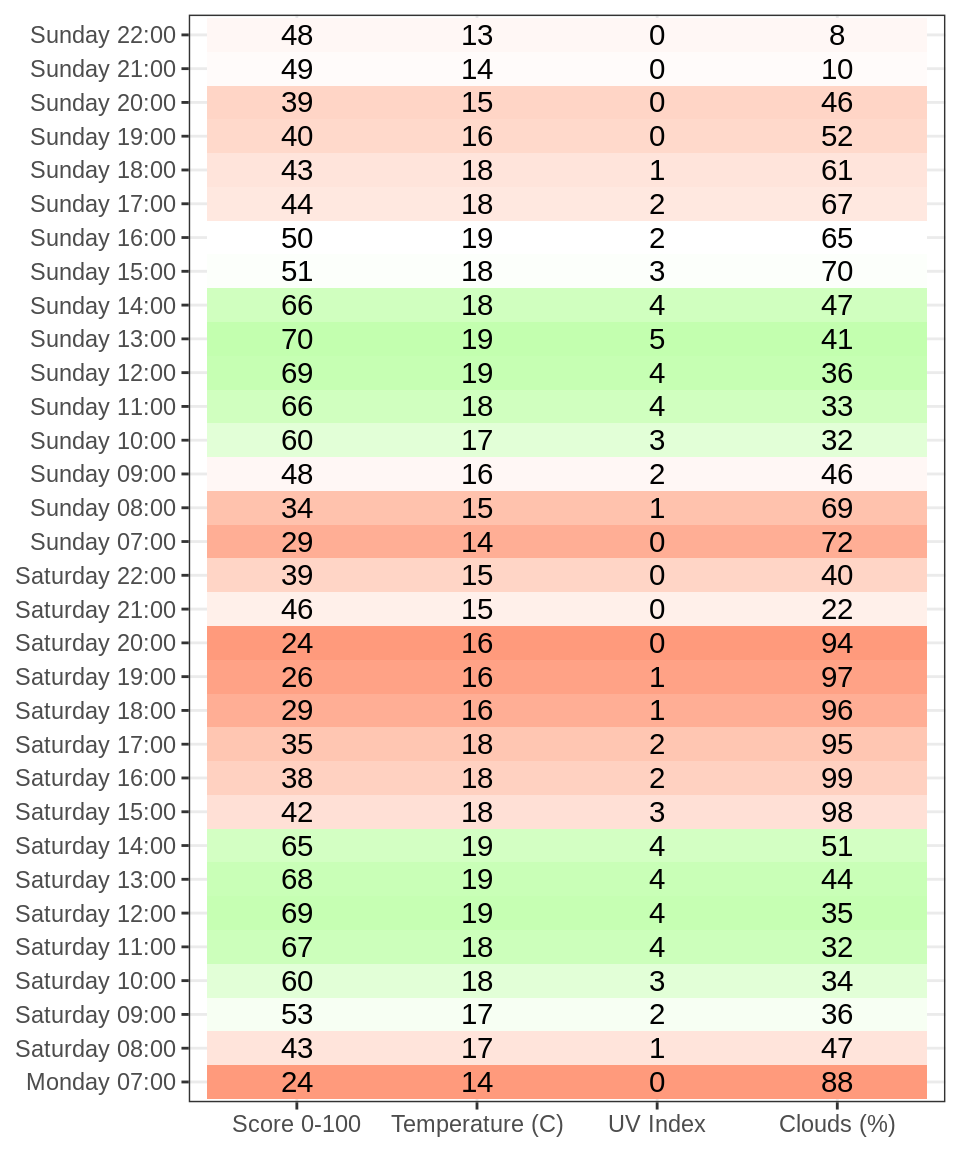 Sunday 22:00 48 13 0 8
Sunday 21:00 49 14 0 10
Sunday 20:00 39 15 0 46
Sunday 19:00 40 16 0 52
Sunday 18:00 43 18 1 61
Sunday 17:00 44 18 2 67
Sunday 16:00 50 19 2 65
Sunday 15:00 51 18 3 70
Sunday 14:00 66 18 4 47
Sunday 13:00 70 19 5 41
Sunday 12:00 69 19 4 36
Sunday 11:00 66 18 4 33
Sunday 10:00 60 17 3 32
Sunday 09:00 48 16 2 46
Sunday 08:00 34 15 1 69
Sunday 07:00 29 14 0 72
Saturday 22:00 39 15 0 40
Saturday 21:00 46 15 0 22
Saturday 20:00 24 16 0 94
Saturday 19:00 26 16 1 97
Saturday 18:00 29 16 1 96
Saturday 17:00 35 18 2 95
Saturday 16:00 38 18 2 99
Saturday 15:00 42 18 3 98
Saturday 14:00 65 19 4 51
Saturday 13:00 68 19 4 44
Saturday 12:00 69 19 4 35
Saturday 11:00 67 18 4 32
Saturday 10:00 60 18 3 34
Saturday 09:00 53 17 2 36
Saturday 08:00 43 17 1 47
Monday 07:00 24 14 0 88
Score 0-100 Temperature (C) UV Index Clouds (%)